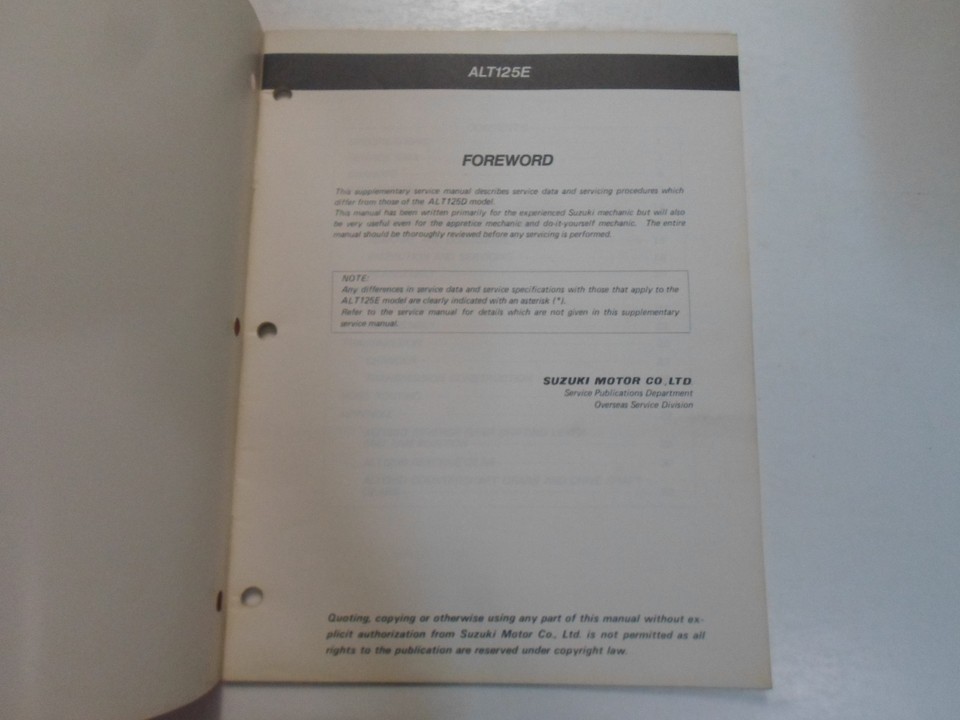 ALT125E
FOREWORD
This supplementary service manual describes service data and servicing procedures which
differ from those of the ALT125D model.
This manual has been written primarily for the experienced Suzuki mechanic but will also
be very useful even for the appretice mechanic and do-it-yourself mechanic. The entire
manual should be thoroughly reviewed before any servicing is performed.
NOTE:
Any differences in service data and service specifications with those that apply to the
ALT125E model are clearly indicated with an asterisk (*).
Refer to the service manual for details which are not given in this supplementary
service manual.
SUZUKI MOTOR CO.,LTD.
Service Publications Department
Overseas Service Division
Quoting, copying or otherwise using any part of this manual without ex-
plicit authorization from Suzuki Motor Co., Ltd. is not permitted as all
rights to the publication are reserved under copyright law.